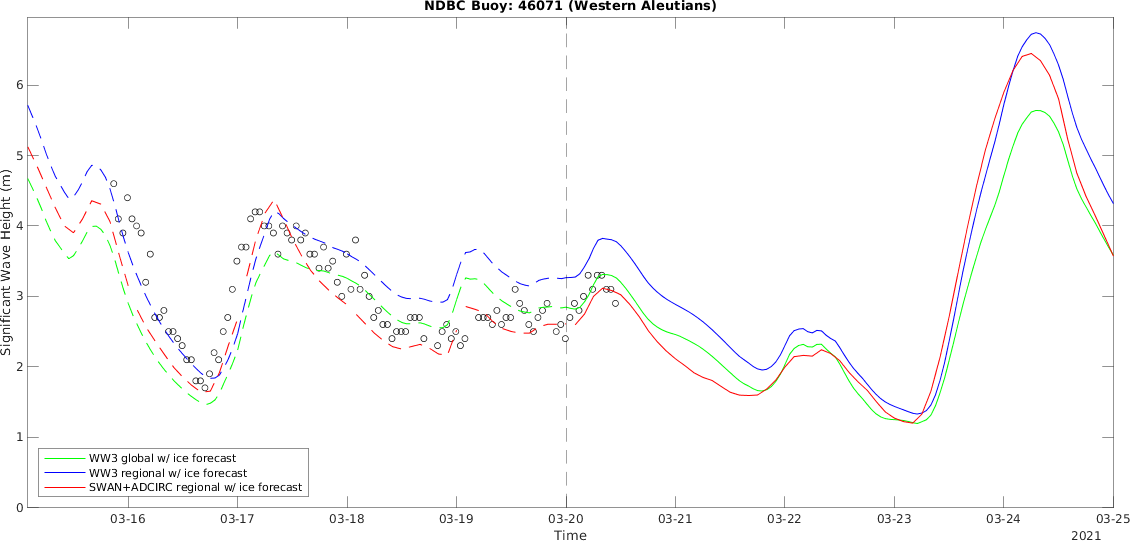 NDBC Buoy: 46071 (Western Aleutians)
Significant Wave Height (m)
6
5
4
3
2
1
0
WW3 global w/ ice forecast
WW3 regional w/ ice forecast
SWAN+ADCIRC regional w/ ice forecast
03-16 03-17 03-18 03-19 03-20 03-21 03-22 03-23 03-24 03-25
Time
2021